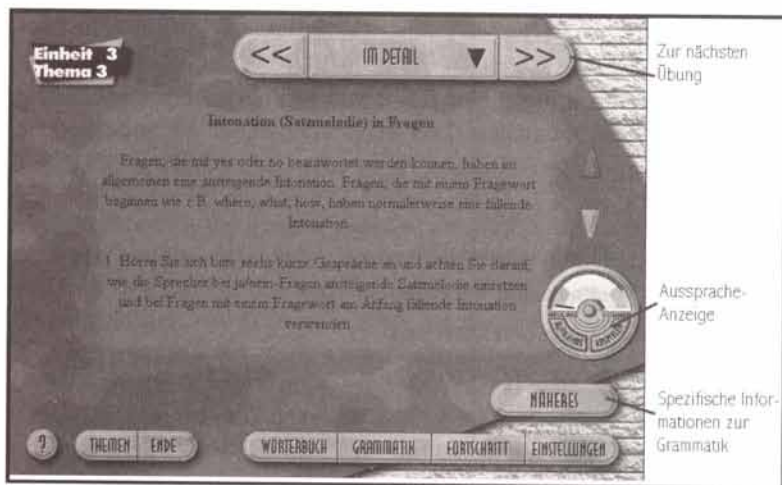 Einheit 3
Thema 3
<<
IM DETAIL
>>
Zur nächsten
Übung
Intonation (Satzmelodie) in Fragen
Fragen, die mit yes oder no beantwortet werden können, haben im
allgemeinen eine ansteigende Intonation. Fragen, die mit einem Fragewort
beginnen wie z.B. where, what, how, haben normalerweise eine fallende
Intonation.
1. Hören Sie sich bitte sechs kurze Gespräche an und achten Sie darauf,
wie die Sprecher bei ja/nein-Fragen ansteigende Satzmelodie einsetzen
und bei Fragen mit einem Fragewort am Anfang fallende Intonation
verwenden
Aussprache-
Anzeige
AUFNAHME
NÄHERES
Spezifische Infor-
mationen zur
Grammatik
?
THEMEN
ENDE
WÖRTERBUCH
GRAMMATIK
FORTSCHRITT
EINSTELLUNGEN